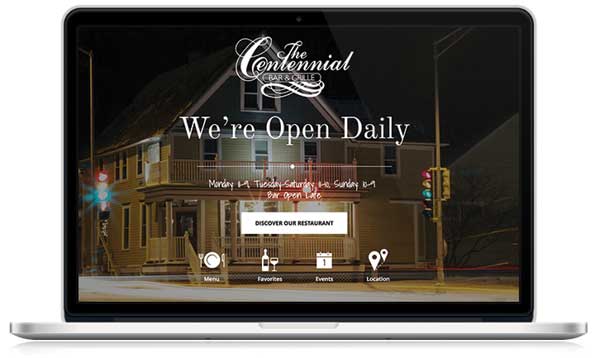 The
Centennial
BAR & GRILLE
We're Open Daily
Monday 11-9, Tuesday-Saturday 11-10, Sunday 10-9
Bar Open Late
DISCOVER OUR RESTAURANT
1
Menu
Favorites
Events
Location